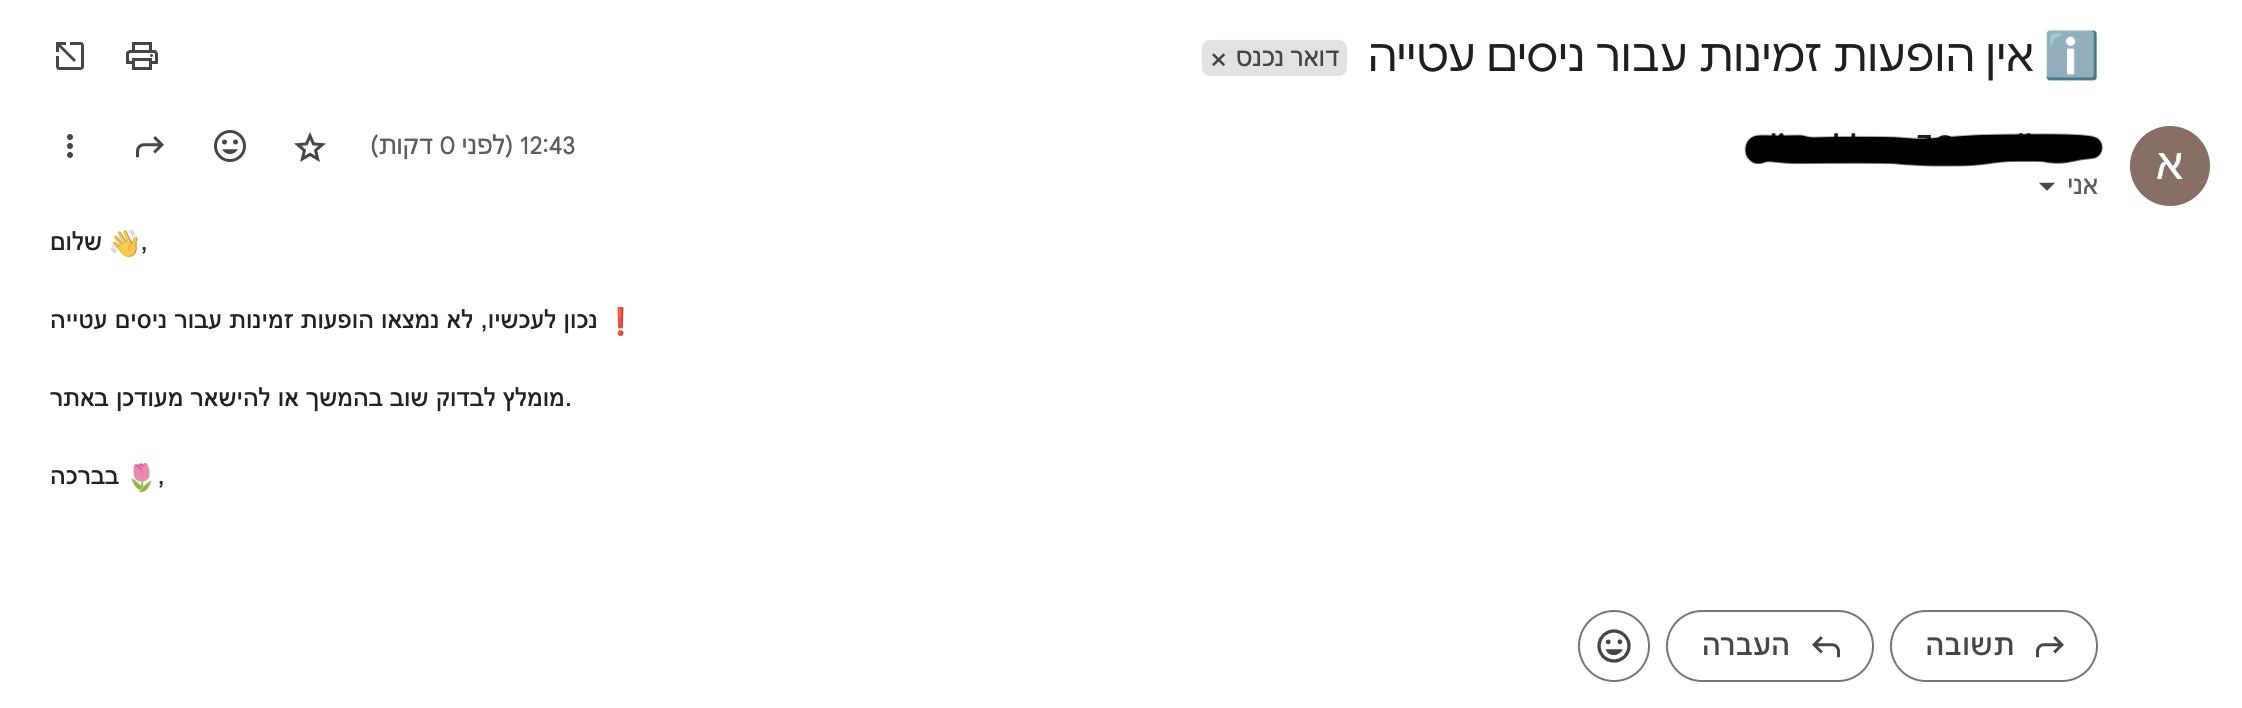 ℹ️ אין הופעות זמינות עבור ניסים עטייה
דואר נכנס ×
12:43 (לפני 0 דקות)
א
אני
שלום 👋,
נכון לעכשיו, לא נמצאו הופעות זמינות עבור ניסים עטייה ❗
מומלץ לבדוק שוב בהמשך או להישאר מעודכן באתר.
בברכה 🌷,
תשובה
העברה